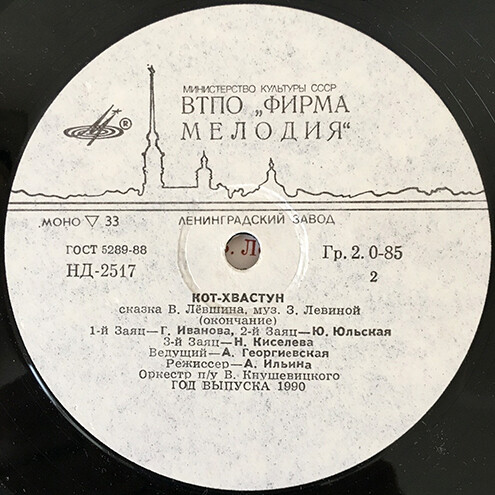 МИНИСТЕРСТВО КУЛЬТУРЫ СССР
ВТПО „ФИРМА
МЕЛОДИЯ“
®
МОНО ▽ 33
ЛЕНИНГРАДСКИЙ ЗАВОД
ГОСТ 5289-88
Гр. 2. 0-85
НД-2517
. Л
2
КОТ-ХВАСТУН
сказка В. Лёвшина, муз. З. Левиной
(окончание)
1-й Заяц—Г. Иванова, 2-й Заяц—Ю. Юльская
3-й Заяц—Н. Киселева
Ведущий—А. Георгиевская
Режиссер—А. Ильина
Оркестр п/у В. Кнушевицкого
ГОД ВЫПУСКА 1990